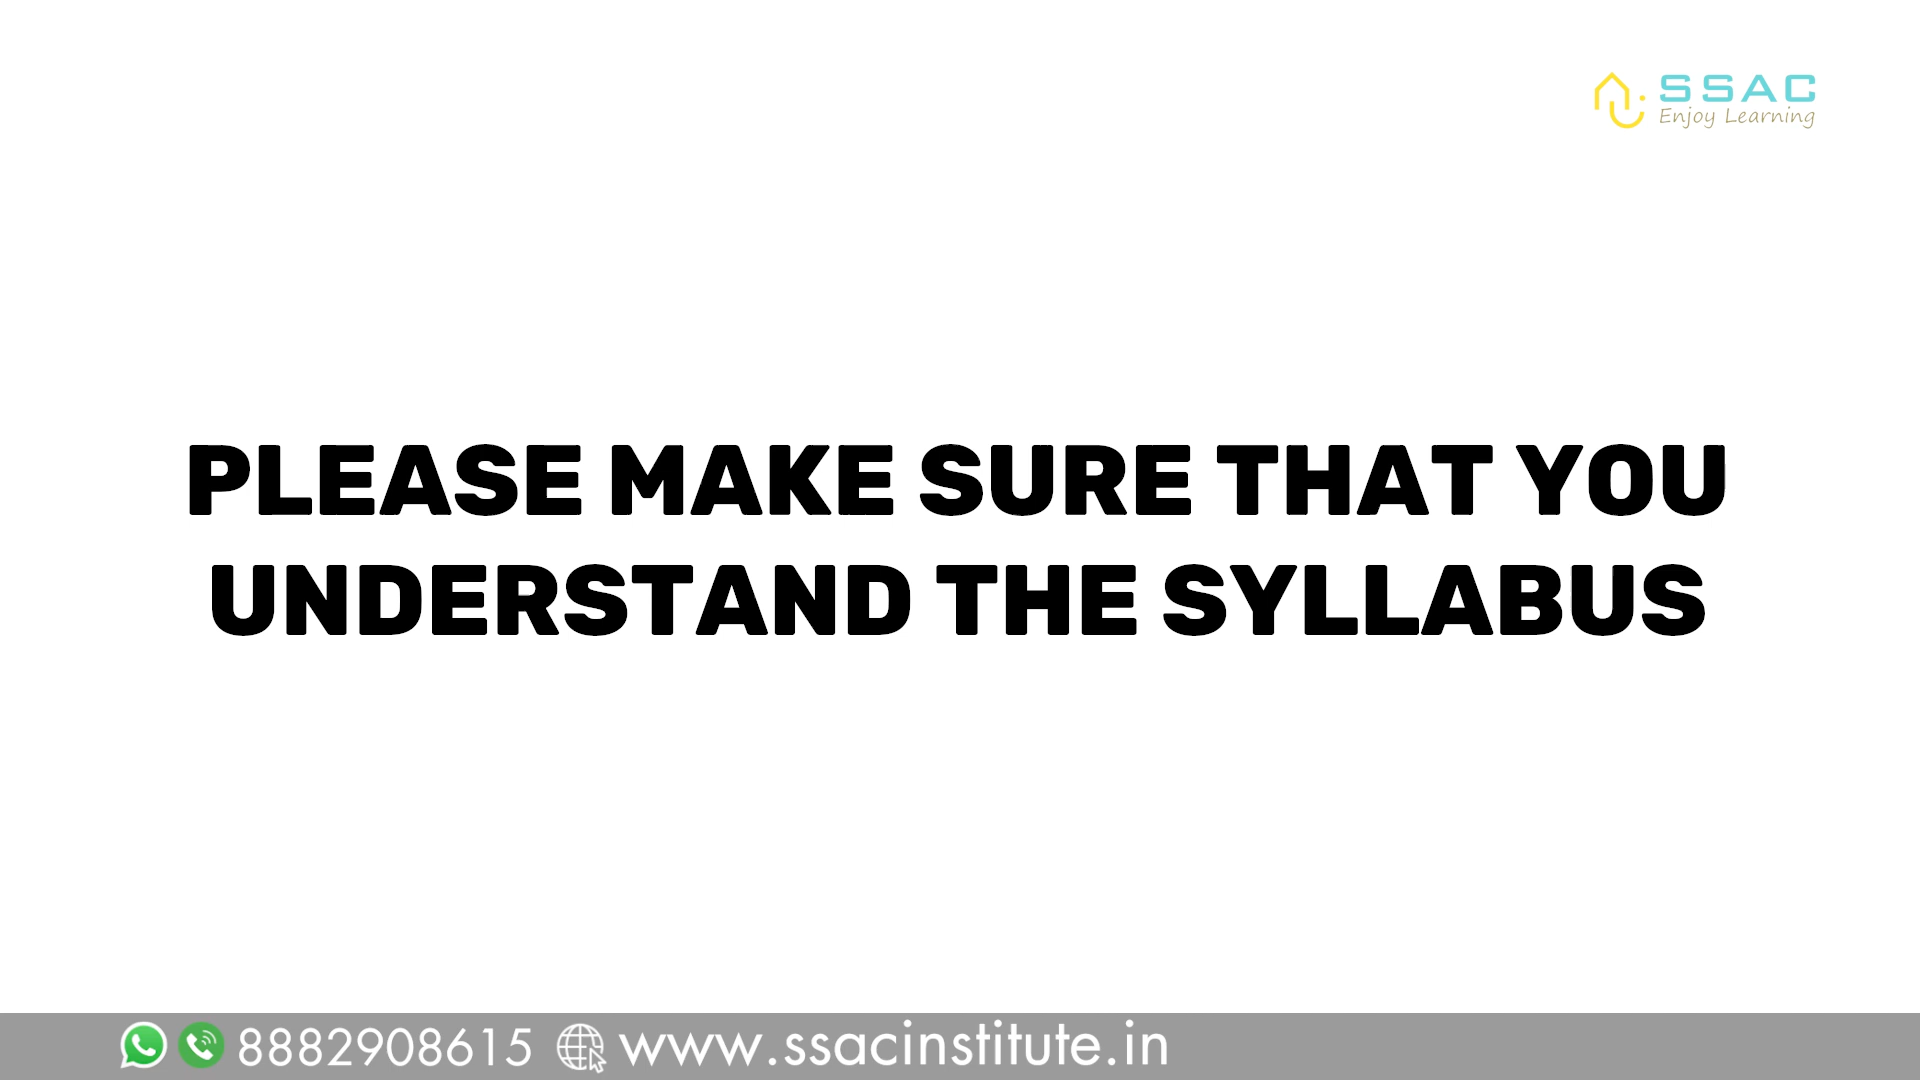 SSAC
Enjoy Learning
PLEASE MAKE SURE THAT YOU
UNDERSTAND THE SYLLABUS
8882908615 www.ssacinstitute.in